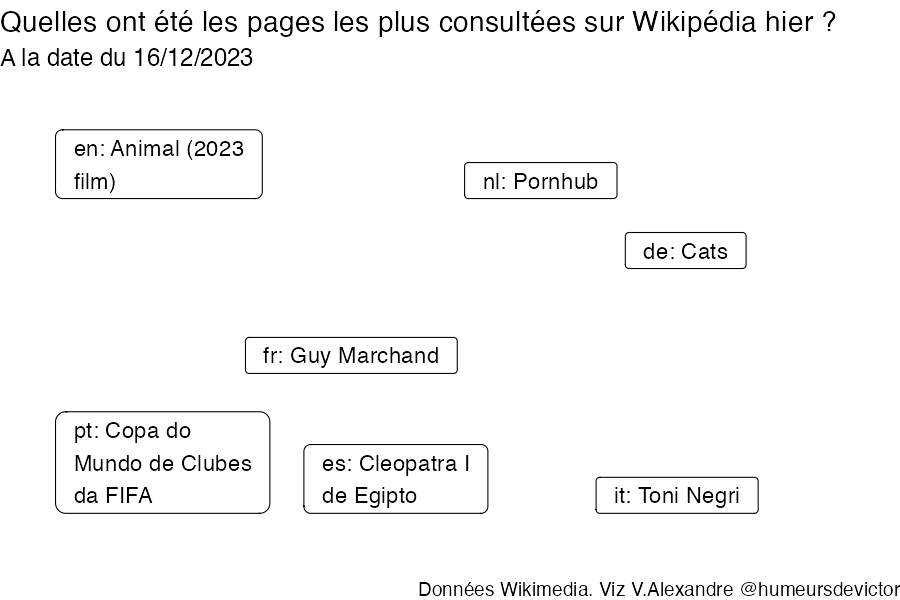 Quelles ont été les pages les plus consultées sur Wikipédia hier ?
A la date du 16/12/2023
en: Animal (2023
film)
nl: Pornhub
de: Cats
fr: Guy Marchand
pt: Copa do
Mundo de Clubes
da FIFA
es: Cleopatra I
de Egipto
it: Toni Negri
Données Wikimedia. Viz V.Alexandre @humeursdevictor